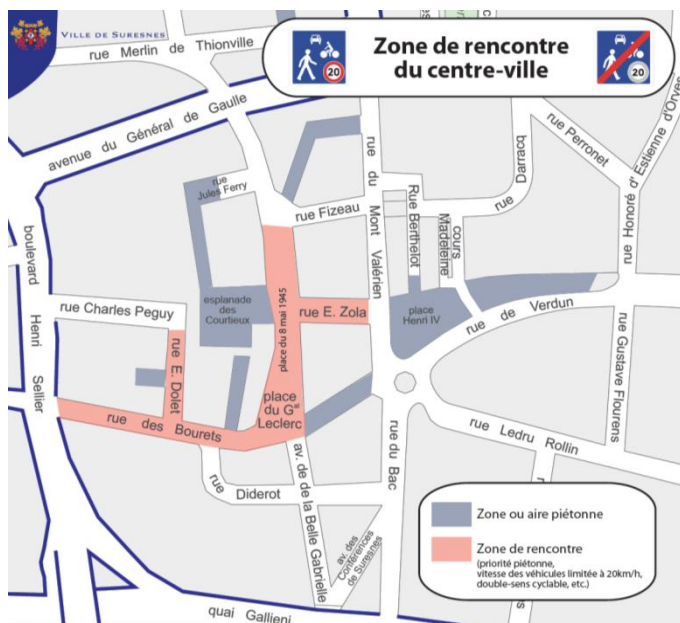 VILLE DE SURESNES
rue Merlin de Thionville
Zone de rencontre
du centre-ville
20
20
avenue du Général de Gaulle
rue Perronet
rue Honoré d'Estienne d'Orves
rue Darracq
rue du Mont Valérien
rue
Jules Ferry
rue Fizeau
Rue Berthelot
cours
Madeleine
boulevard Henri Sellier
rue Charles Peguy
esplanade
des
Courtieux
place du 8 mai 1945
rue E. Zola
place
Henri IV
rue de Verdun
rue Gustave Flourens
rue E. Dolet
place
du Gal
Leclerc
rue des Bourets
rue Ledru Rollin
rue du Bac
rue Diderot
av. de de la Belle Gabrielle
av. des
Conférences
de Suresnes
quai Gallieni
Zone ou aire piétonne
Zone de rencontre
(priorité piétonne,
vitesse des véhicules limitée à 20km/h,
double-sens cyclable, etc.)